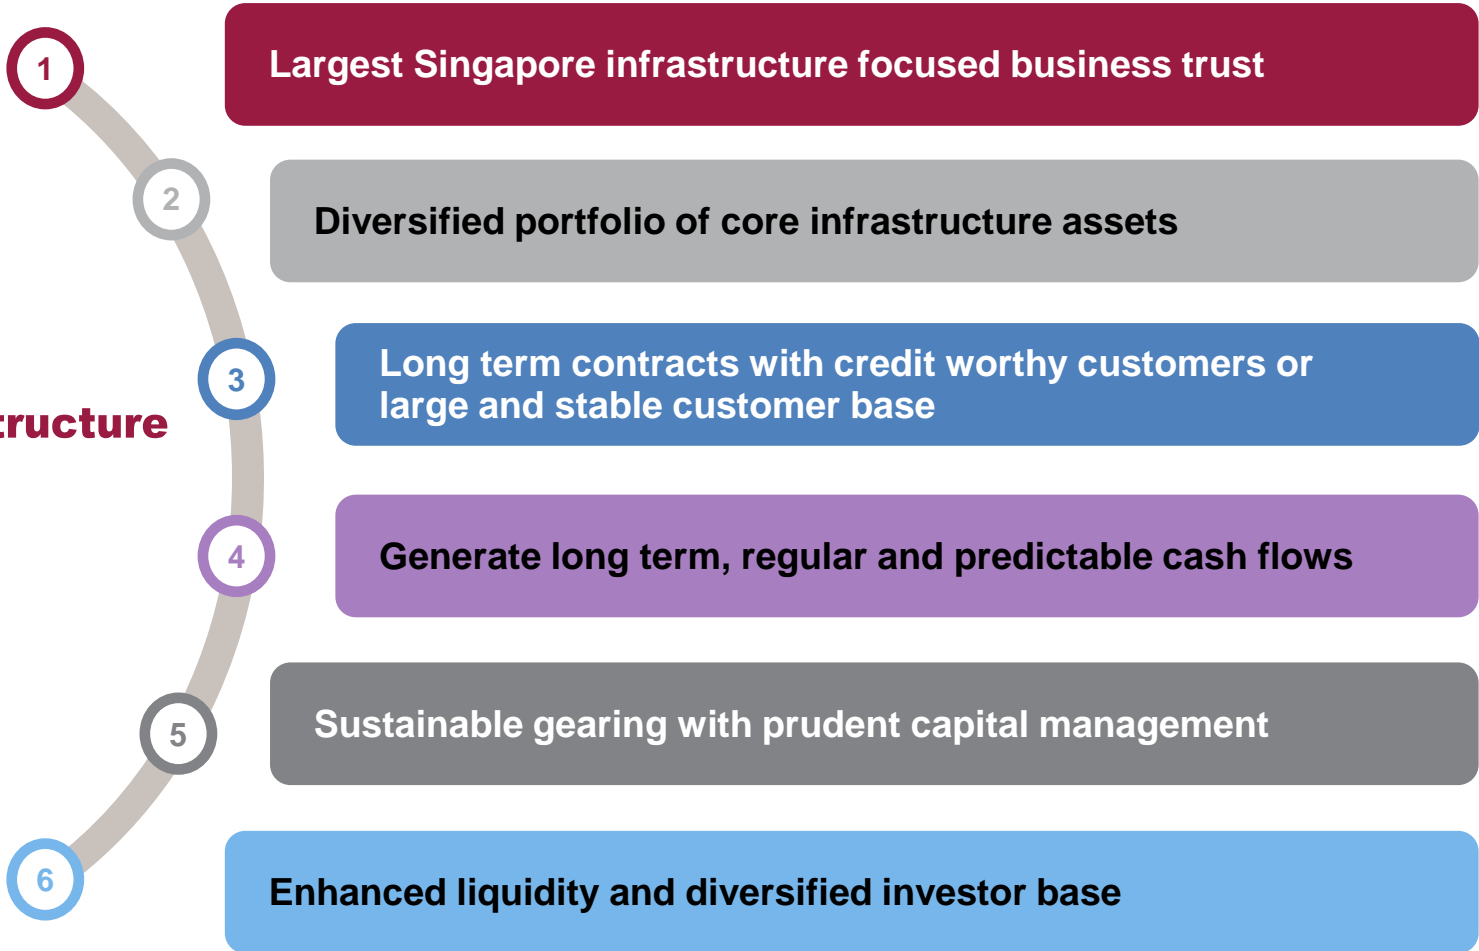 1
Largest Singapore infrastructure focused business trust
2
Diversified portfolio of core infrastructure assets
3
Long term contracts with credit worthy customers or
large and stable customer base
tructure
4
Generate long term, regular and predictable cash flows
5
Sustainable gearing with prudent capital management
6
Enhanced liquidity and diversified investor base